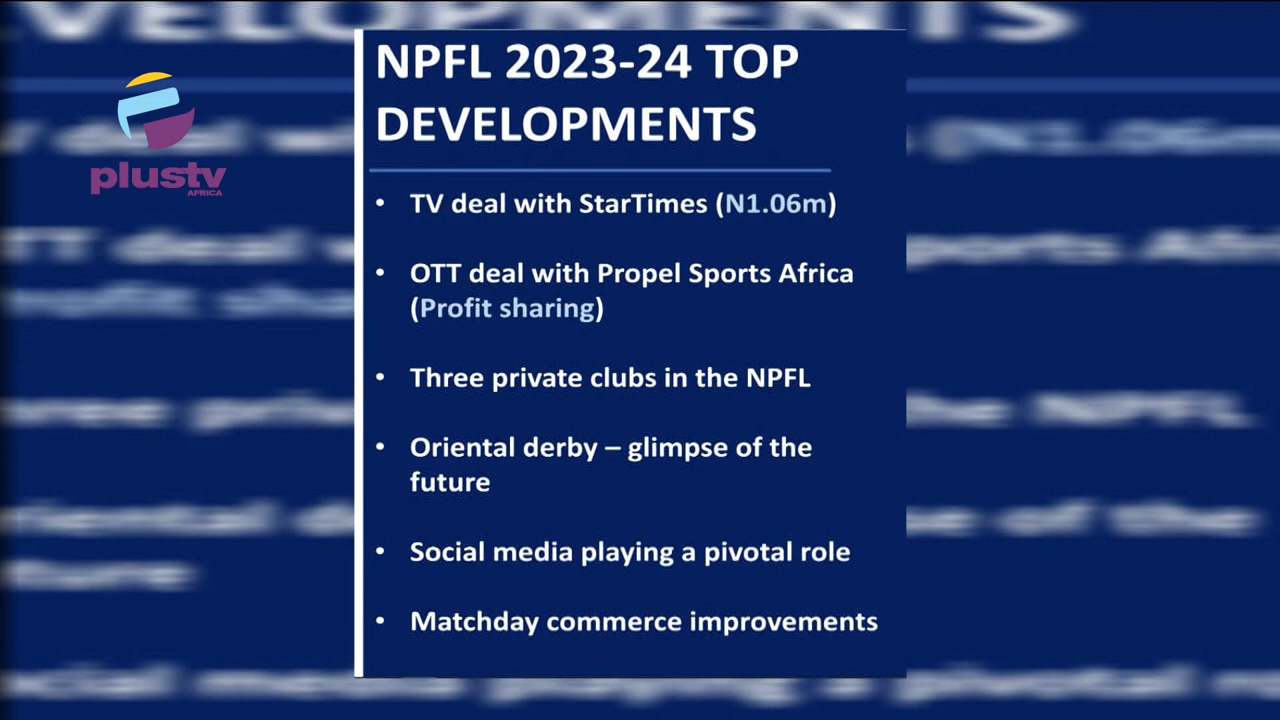 plustv
AFRICA
NPFL 2023-24 TOP
DEVELOPMENTS
• TV deal with StarTimes (N1.06m)
• OTT deal with Propel Sports Africa
(Profit sharing)
• Three private clubs in the NPFL
• Oriental derby – glimpse of the
future
• Social media playing a pivotal role
• Matchday commerce improvements